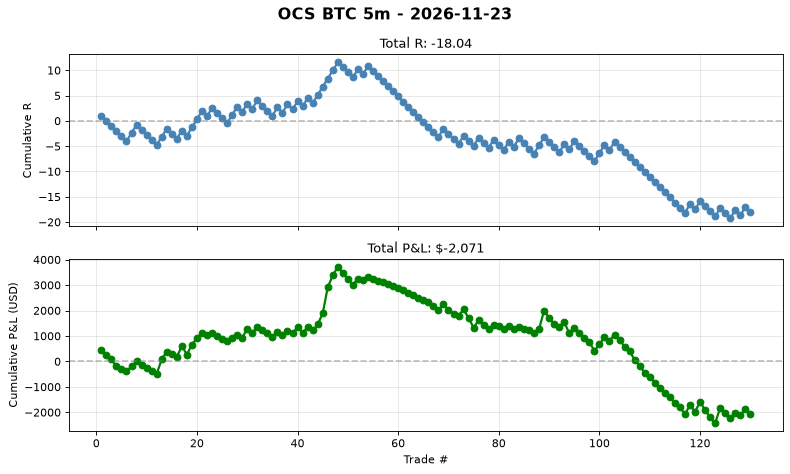 OCS BTC 5m - 2026-11-23
Total R: -18.04
Cumulative R
10
5
0
−5
−10
−15
−20
Total P&L: $-2,071
Cumulative P&L (USD)
4000
3000
2000
1000
0
−1000
−2000
0 20 40 60 80 100 120
Trade #